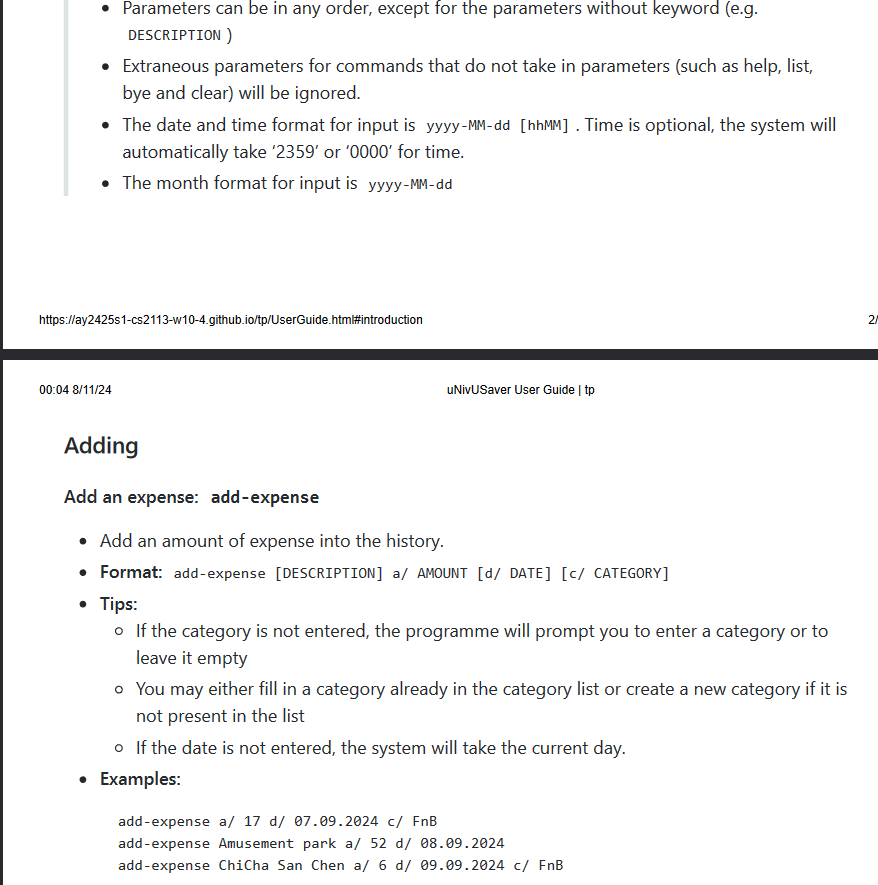 • Parameters can be in any order, except for the parameters without keyword (e.g.
DESCRIPTION )
• Extraneous parameters for commands that do not take in parameters (such as help, list,
bye and clear) will be ignored.
• The date and time format for input is yyyy-MM-dd [hhMM] . Time is optional, the system will
automatically take ‘2359’ or ‘0000’ for time.
• The month format for input is yyyy-MM-dd
https://ay2425s1-cs2113-w10-4.github.io/tp/UserGuide.html#introduction 2/
00:04 8/11/24 uNivUSaver User Guide | tp
Adding
Add an expense: add-expense
• Add an amount of expense into the history.
• Format: add-expense [DESCRIPTION] a/ AMOUNT [d/ DATE] [c/ CATEGORY]
• Tips:
◦ If the category is not entered, the programme will prompt you to enter a category or to
leave it empty
◦ You may either fill in a category already in the category list or create a new category if it is
not present in the list
◦ If the date is not entered, the system will take the current day.
• Examples:
add-expense a/ 17 d/ 07.09.2024 c/ FnB
add-expense Amusement park a/ 52 d/ 08.09.2024
add-expense ChiCha San Chen a/ 6 d/ 09.09.2024 c/ FnB